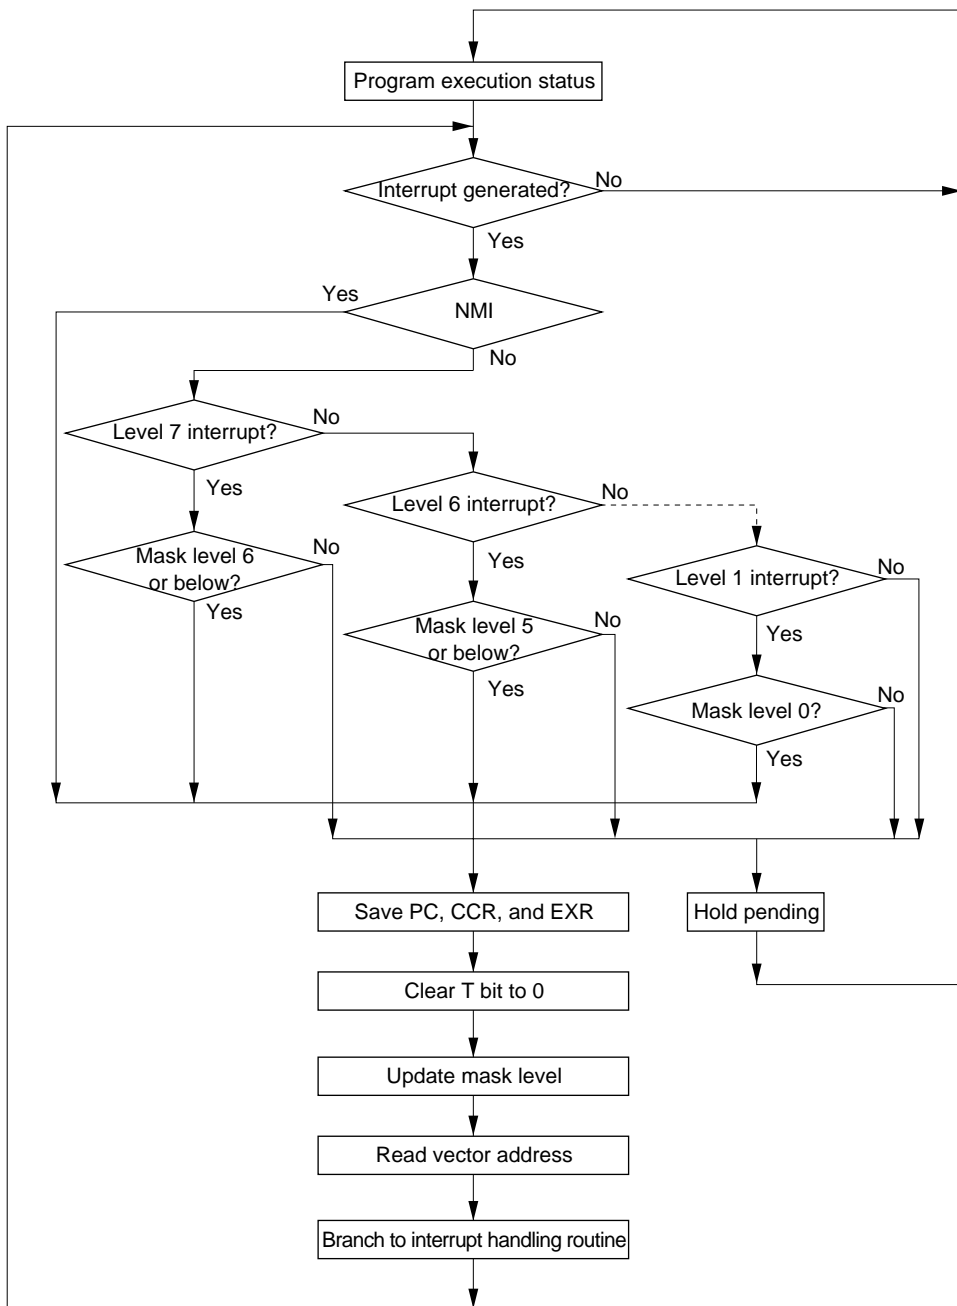 Program execution status
Interrupt generated?
No
Yes
Yes
NMI
No
Level 7 interrupt?
No
Yes
Level 6 interrupt?
No
Mask level 6
or below?
No
Yes
Yes
Level 1 interrupt?
No
Mask level 5
or below?
No
Yes
Yes
Mask level 0?
No
Yes
Save PC, CCR, and EXR
Hold pending
Clear T bit to 0
Update mask level
Read vector address
Branch to interrupt handling routine